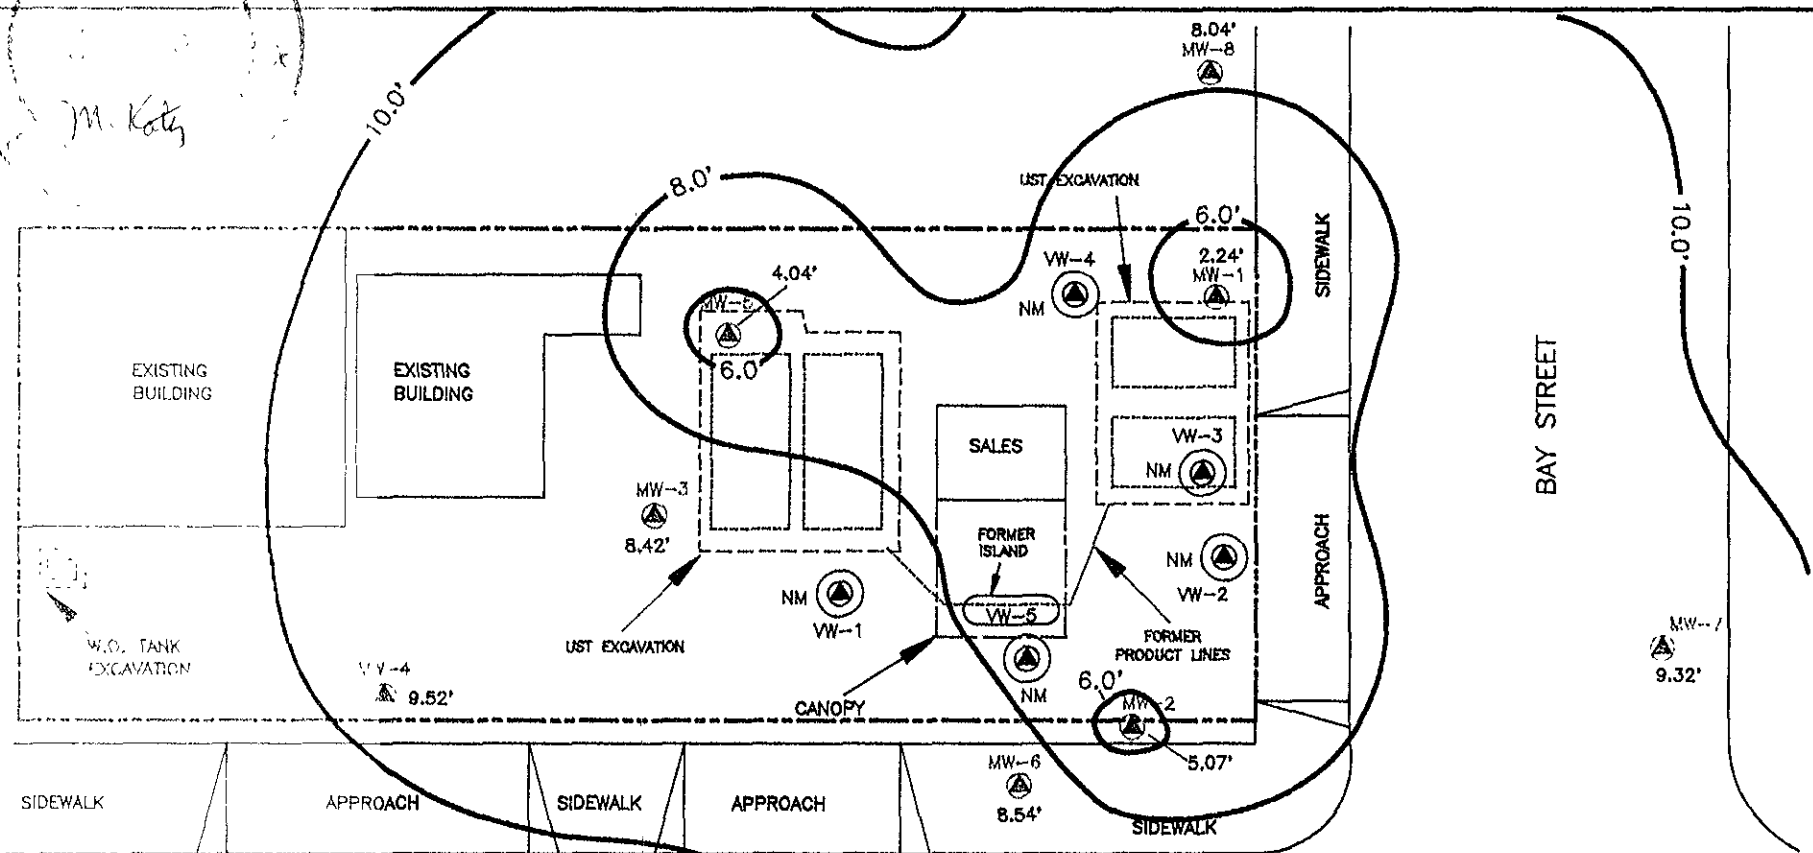 8.04'
MW-8
M. Katz
10.0'
8.0'
UST EXCAVATION
6.0'
10.0'
SIDEWALK
VW-4
NM
2.24'
MW-1
4.04'
MW-5
6.0'
EXISTING
BUILDING
EXISTING
BUILDING
BAY STREET
SALES
VW-3
NM
MW-3
8.42'
FORMER
ISLAND
NM
VW-2
APPROACH
NM
VW-1
VW-5
UST EXCAVATION
FORMER
PRODUCT LINES
MW-7
9.32'
W.O. TANK
EXCAVATION
9.52'
NM
6.0'
MW-2
CANOPY
5.07'
MW-6
8.54'
SIDEWALK
APPROACH
SIDEWALK
APPROACH
SIDEWALK